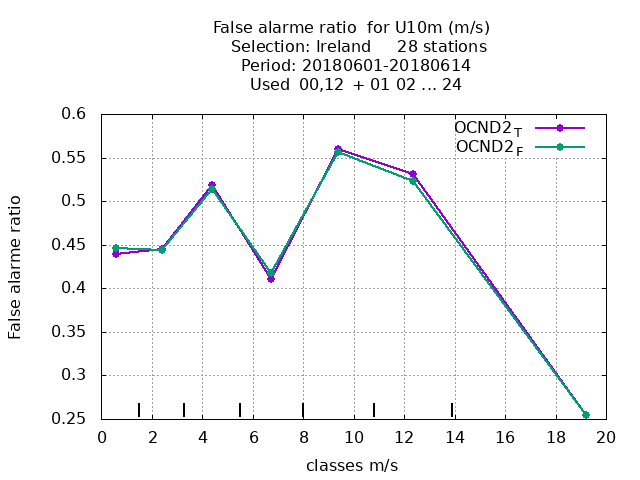 False alarme ratio  for U10m (m/s)
Selection: Ireland     28 stations
Period: 20180601-20180614
Used  00,12  + 01 02 ... 24
OCND2T
OCND2F
0.6
0.55
0.5
0.45
0.4
0.35
0.3
0.25
False alarme ratio
0 2 4 6 8 10 12 14 16 18 20
classes m/s